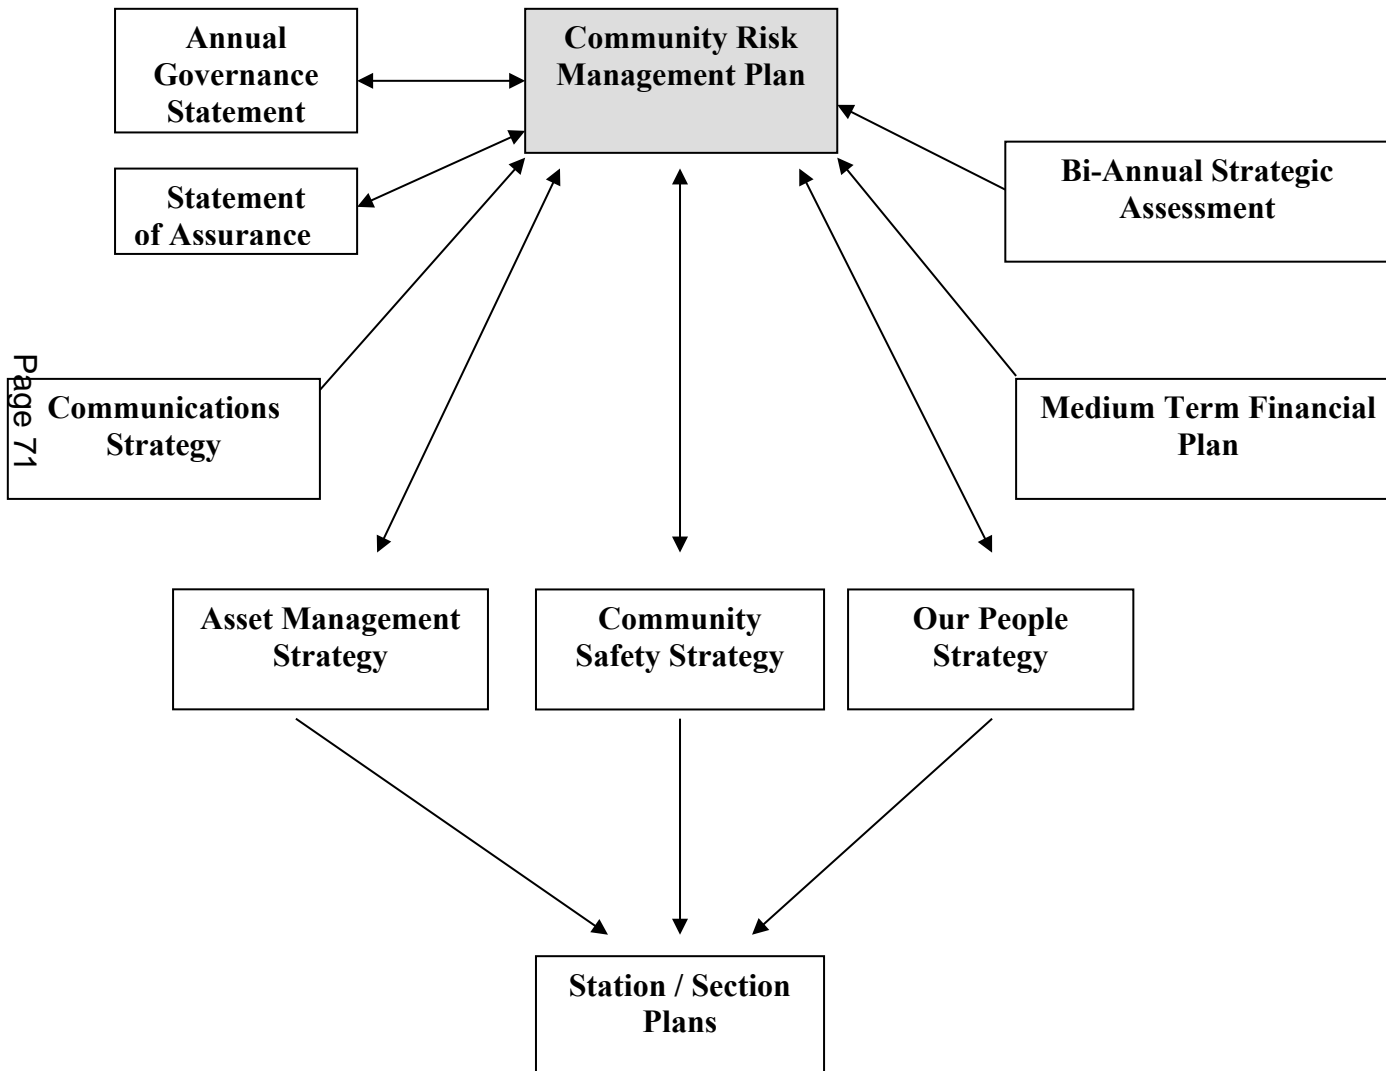 Annual
Governance
Statement
Community Risk
Management Plan
Statement
of Assurance
Bi-Annual Strategic
Assessment
Communications
Strategy
Medium Term Financial
Plan
Page 71
Asset Management
Strategy
Community
Safety Strategy
Our People
Strategy
Station / Section
Plans